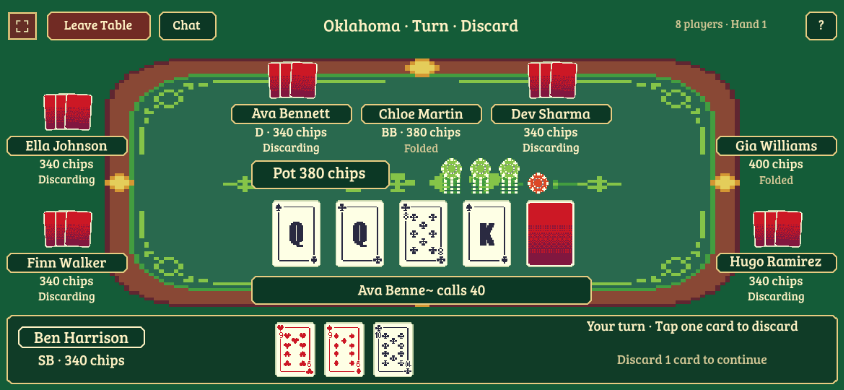 Leave Table
Chat
Oklahoma · Turn · Discard
8 players · Hand 1
?
Ava Bennett
D · 340 chips
Discarding
Chloe Martin
BB · 380 chips
Folded
Dev Sharma
340 chips
Discarding
Ella Johnson
340 chips
Discarding
Gia Williams
400 chips
Folded
Pot 380 chips
Q
Q
K
Finn Walker
340 chips
Discarding
Hugo Ramirez
340 chips
Discarding
Ava Benne~ calls 40
Ben Harrison
SB · 340 chips
9
9
10
Your turn · Tap one card to discard
Discard 1 card to continue